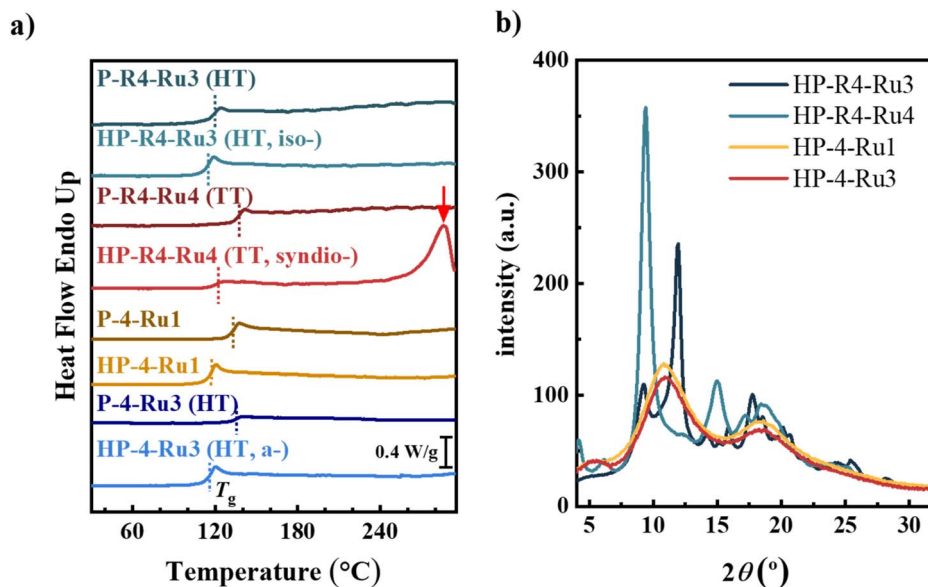 a)
P-R4-Ru3 (HT)
HP-R4-Ru3 (HT, iso-)
P-R4-Ru4 (TT)
HP-R4-Ru4 (TT, syndio-)
P-4-Ru1
HP-4-Ru1
P-4-Ru3 (HT)
HP-4-Ru3 (HT, a-)
0.4 W/g
Tg
Heat Flow Endo Up
60
120
180
240
Temperature (°C)
b)
HP-R4-Ru3
HP-R4-Ru4
HP-4-Ru1
HP-4-Ru3
intensity (a.u.)
400
300
200
100
0
5
10
15
20
25
30
2θ (°)